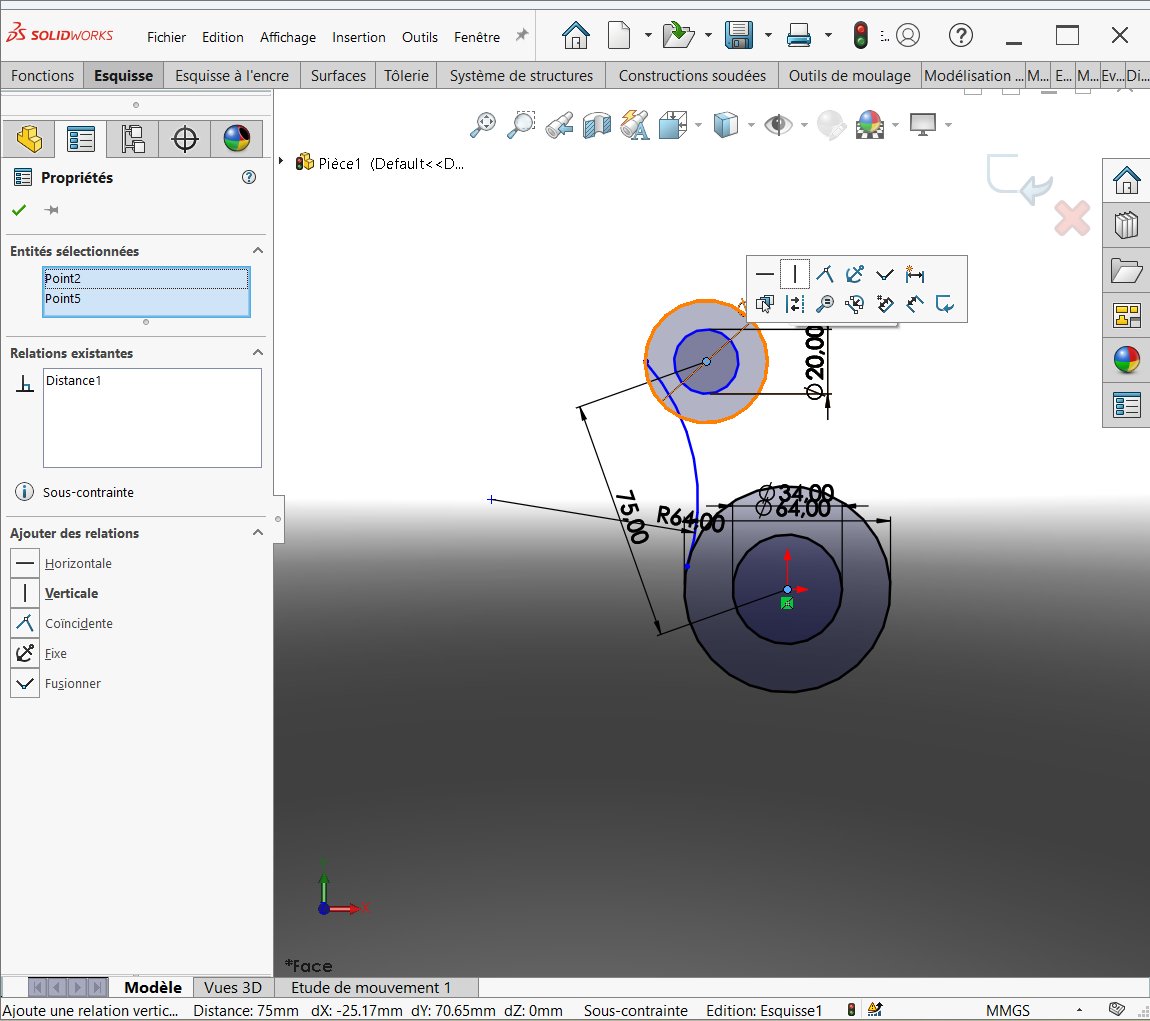 SOLIDWORKS
Fichier Edition Affichage Insertion Outils Fenêtre
Fonctions Esquisse Esquisse à l'encre Surfaces Tôlerie Système de structures Constructions soudées Outils de moulage Modélisation ... M... E... M... Ev... Di...
Propriétés
Pièce1 (Default<<D...
Entités sélectionnées
Point2
Point5
Relations existantes
Distance1
Sous-contrainte
Ajouter des relations
Horizontale
Verticale
Coïncidente
Fixe
Fusionner
20,00
34,00
64,00
R64,00
75,00
*Face
Modèle Vues 3D Etude de mouvement 1
Ajoute une relation vertic... Distance: 75mm dX: -25.17mm dY: 70.65mm dZ: 0mm Sous-contrainte Edition: Esquisse1 MMGS